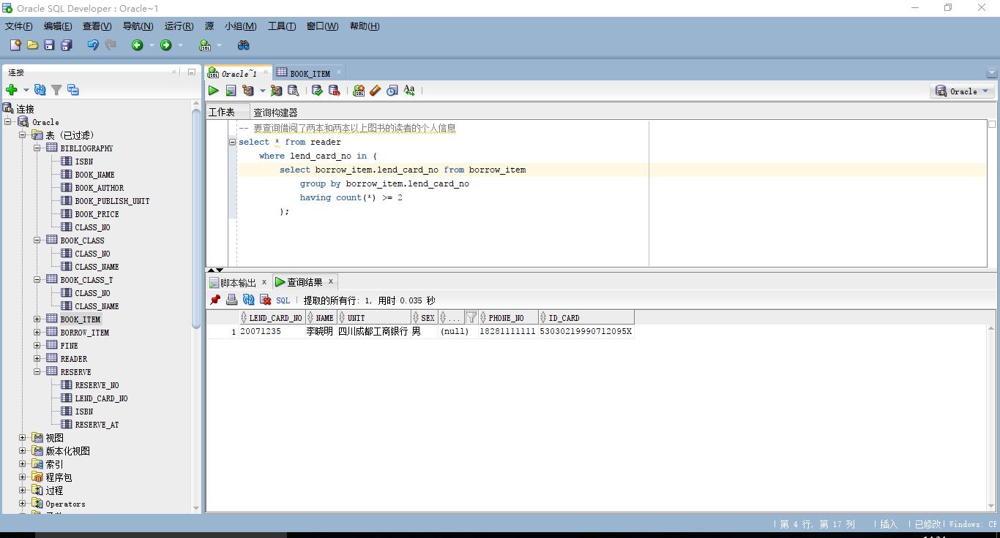 Oracle SQL Developer : Oracle~1
文件(F) 编辑(E) 查看(V) 导航(N) 运行(R) 源 小组(M) 工具(T) 窗口(W) 帮助(H)
连接
连接
Oracle
表 (已过滤)
BIBLIOGRAPHY
ISBN
BOOK_NAME
BOOK_AUTHOR
BOOK_PUBLISH_UNIT
BOOK_PRICE
CLASS_NO
BOOK_CLASS
CLASS_NO
CLASS_NAME
BOOK_CLASS_T
CLASS_NO
CLASS_NAME
BOOK_ITEM
BORROW_ITEM
FINE
READER
RESERVE
RESERVE_NO
LEND_CARD_NO
ISBN
RESERVE_AT
视图
版本化视图
索引
程序包
过程
Operators
Oracle~1 BOOK_ITEM
Oracle
工作表 查询构建器
-- 要查询借阅了两本和两本以上图书的读者的个人信息
select * from reader
where lend_card_no in (
select borrow_item.lend_card_no from borrow_item
group by borrow_item.lend_card_no
having count(*) >= 2
);
脚本输出 x 查询结果 x
SQL | 提取的所有行: 1, 用时 0.035 秒
LEND_CARD_NO NAME UNIT SEX ... PHONE_NO ID_CARD
1 20071235 李晓明 四川成都工商银行 男 (null) 18281111111 53030219990712095X
第 4 行, 第 17 列 | 插入 | 已修改 | Windows: CF